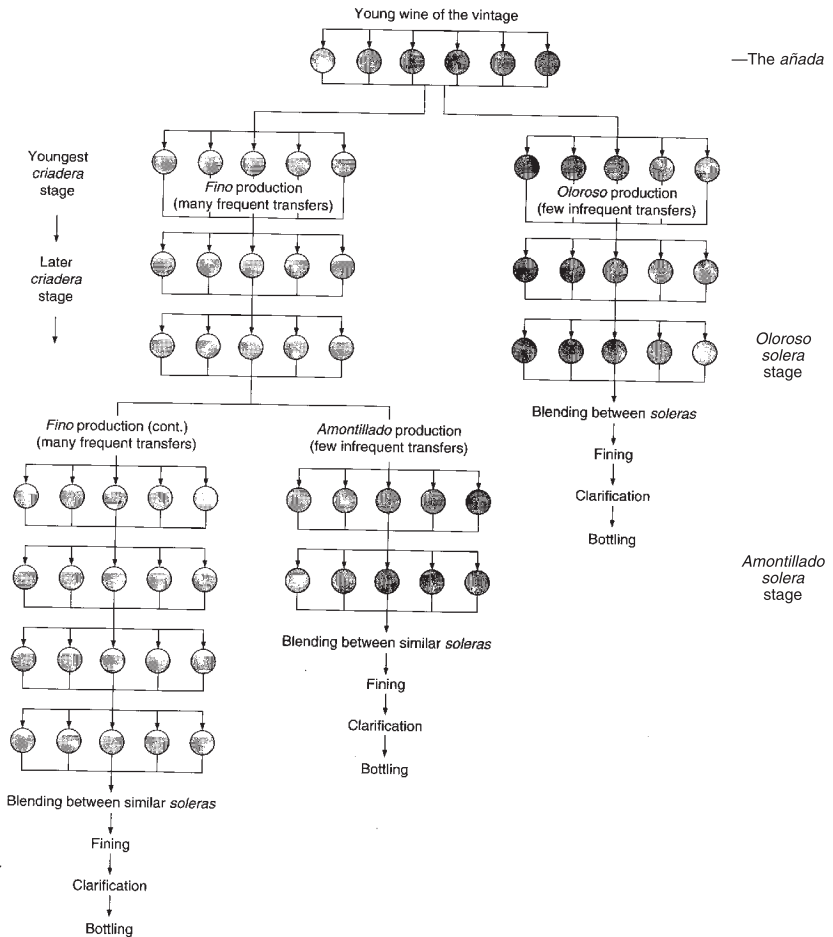 Young wine of the vintage
—The añada
Youngest
criadera
stage
Fino production
(many frequent transfers)
Oloroso production
(few infrequent transfers)
Later
criadera
stage
Oloroso
solera
stage
Blending between soleras
Fining
Clarification
Bottling
Fino production (cont.)
(many frequent transfers)
Amontillado production
(few infrequent transfers)
Amontillado
solera
stage
Blending between similar soleras
Fining
Clarification
Bottling
Blending between similar soleras
Fining
Clarification
Bottling